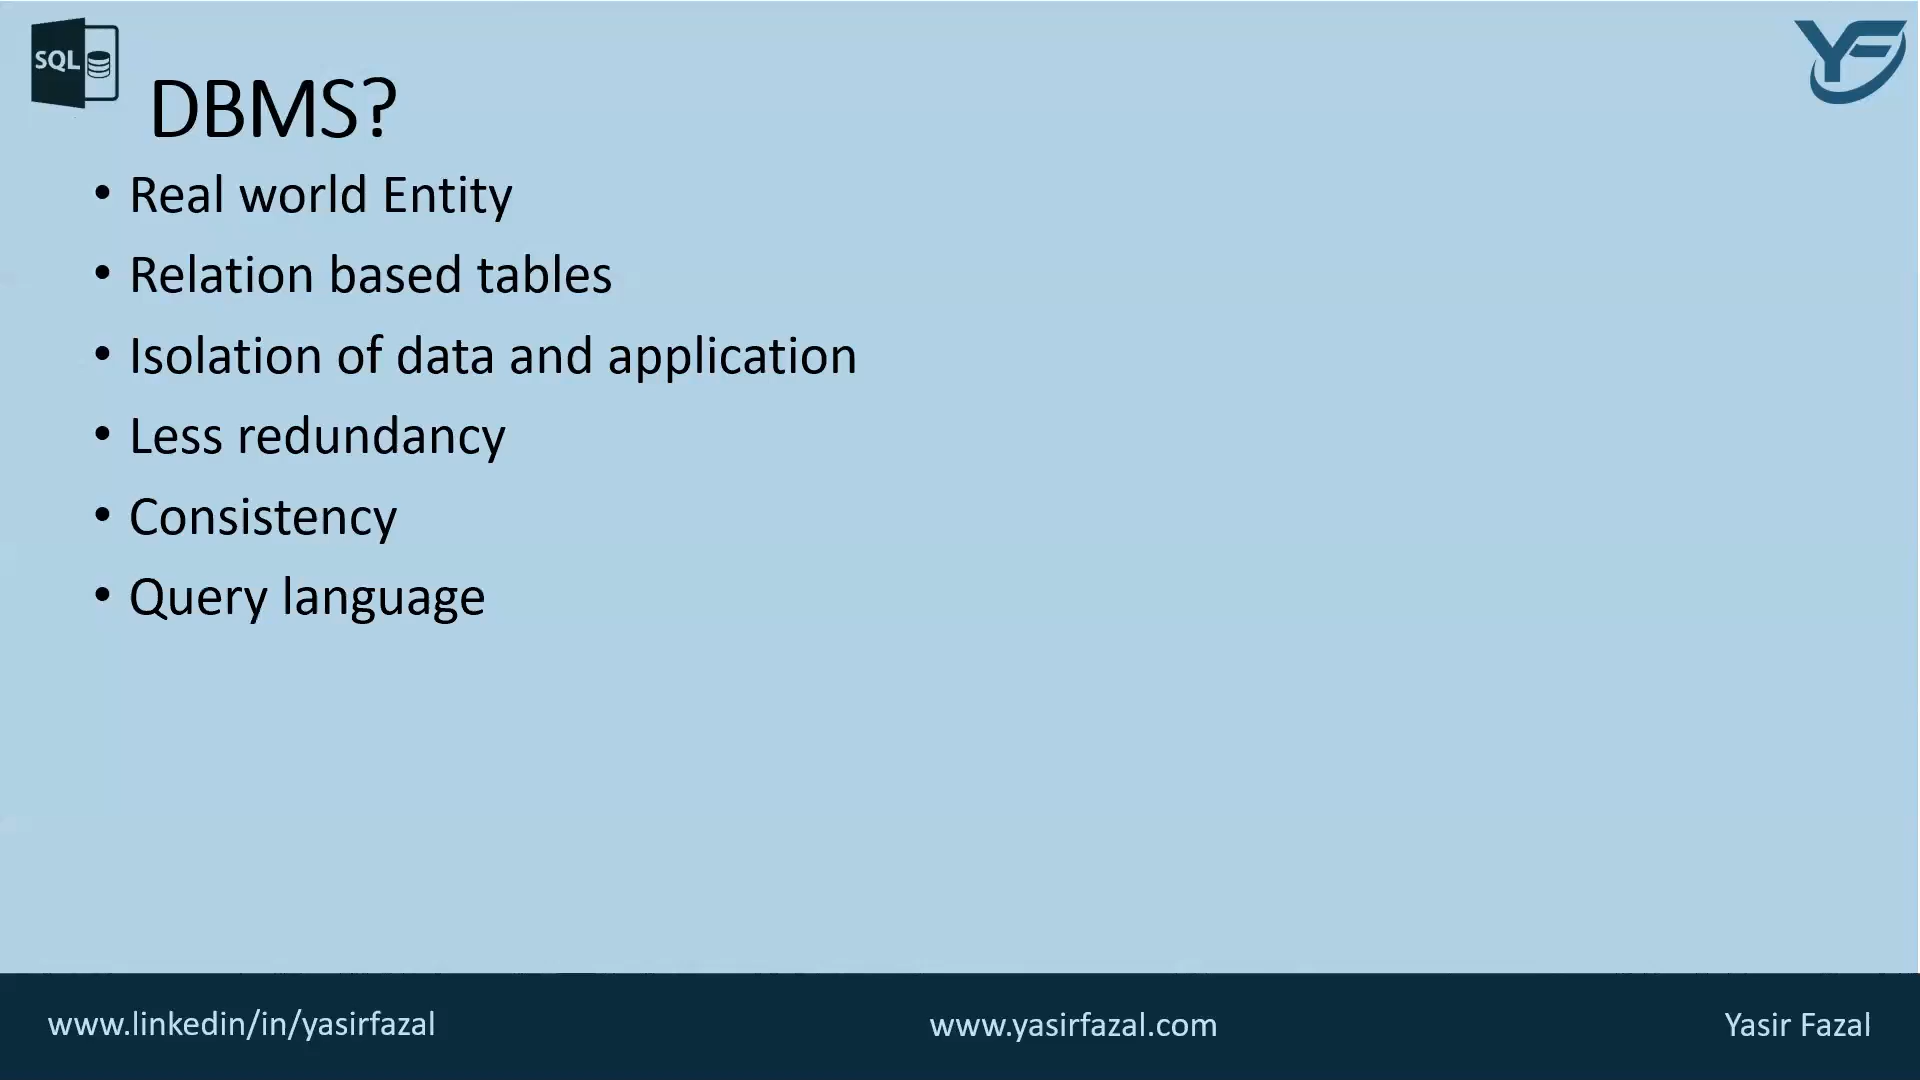 SQL
DBMS?
• Real world Entity
• Relation based tables
• Isolation of data and application
• Less redundancy
• Consistency
• Query language
www.linkedin/in/yasirfazal
www.yasirfazal.com
Yasir Fazal
YF